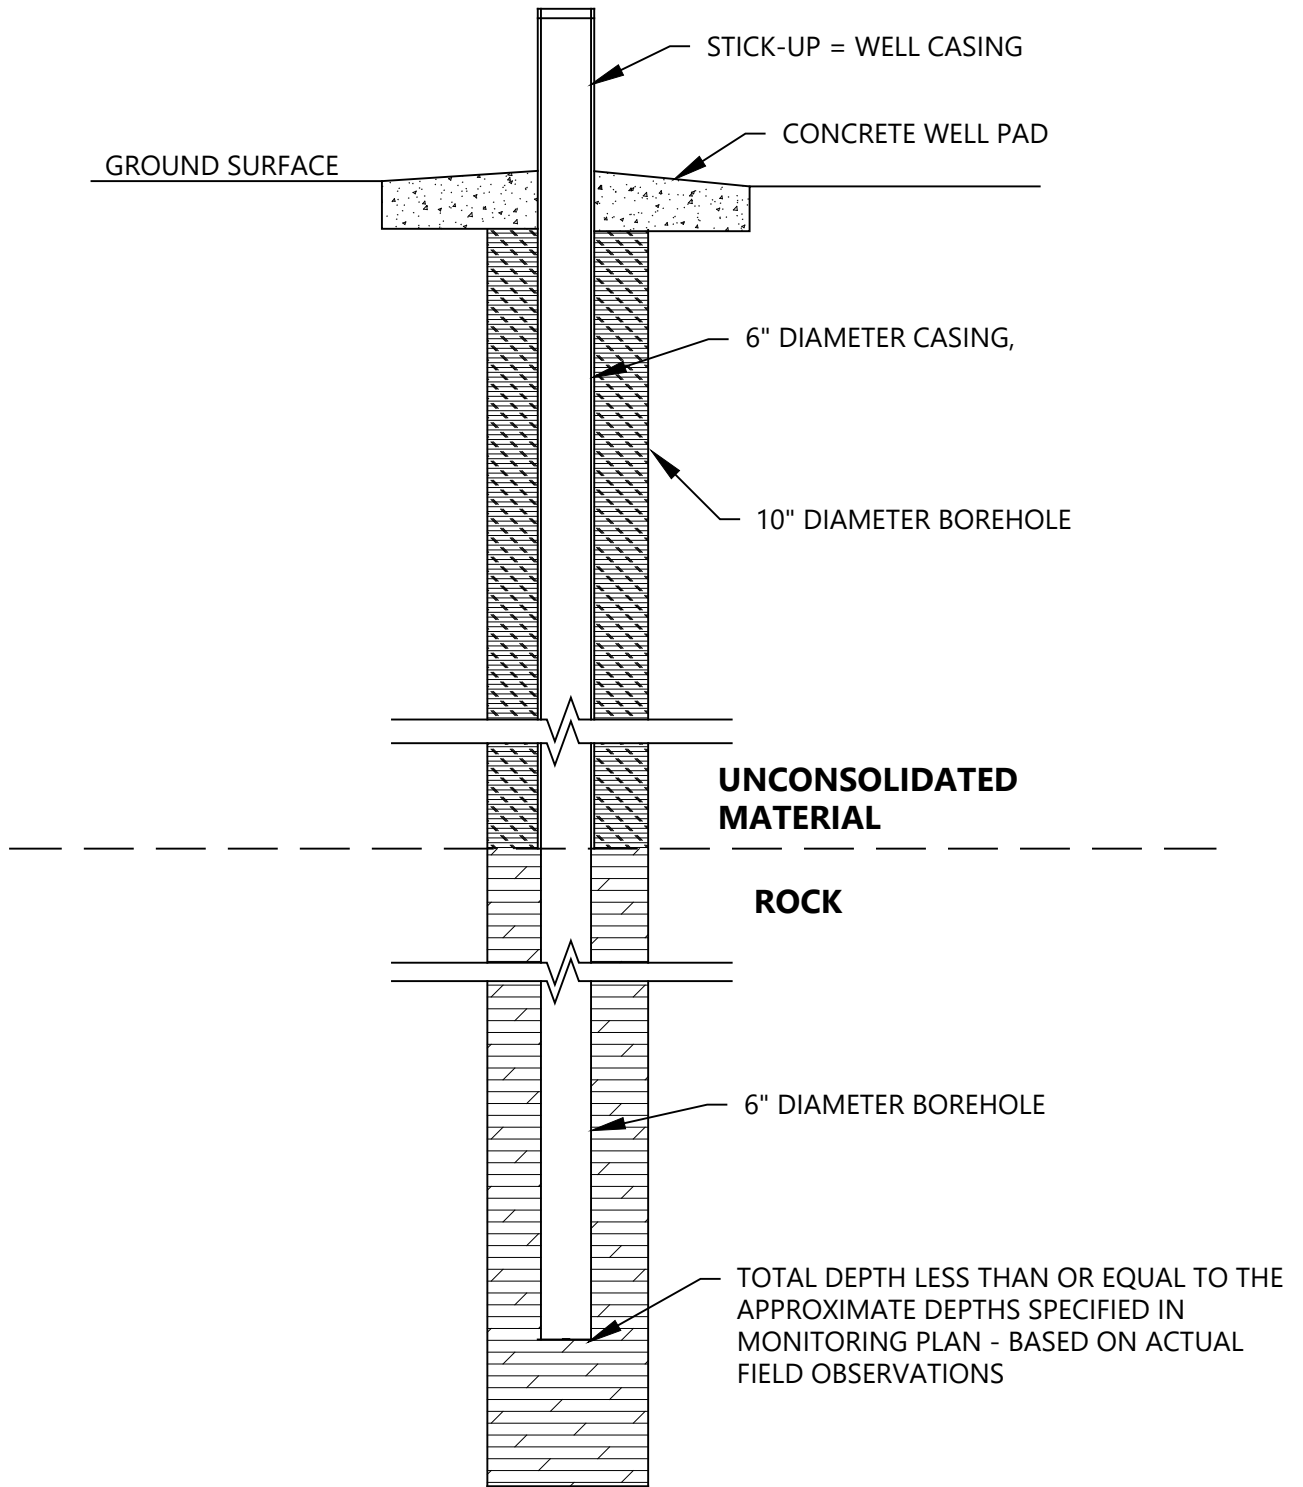 STICK-UP = WELL CASING
CONCRETE WELL PAD
GROUND SURFACE
6" DIAMETER CASING,
10" DIAMETER BOREHOLE
UNCONSOLIDATED
MATERIAL
ROCK
6" DIAMETER BOREHOLE
TOTAL DEPTH LESS THAN OR EQUAL TO THE
APPROXIMATE DEPTHS SPECIFIED IN
MONITORING PLAN - BASED ON ACTUAL
FIELD OBSERVATIONS